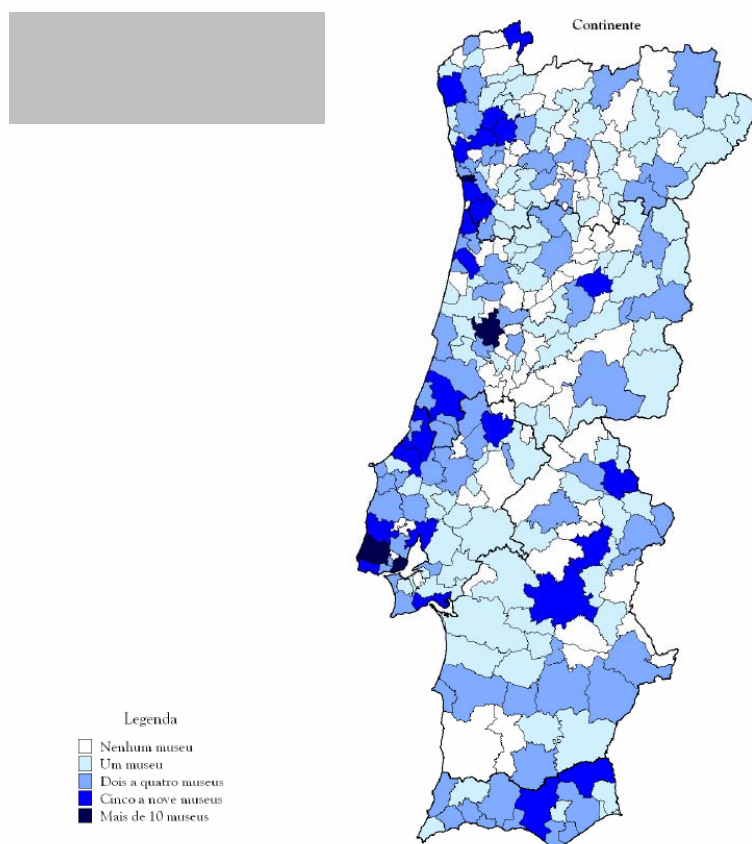 Continente
Legenda
Nenhum museu
Um museu
Dois a quatro museus
Cinco a nove museus
Mais de 10 museus